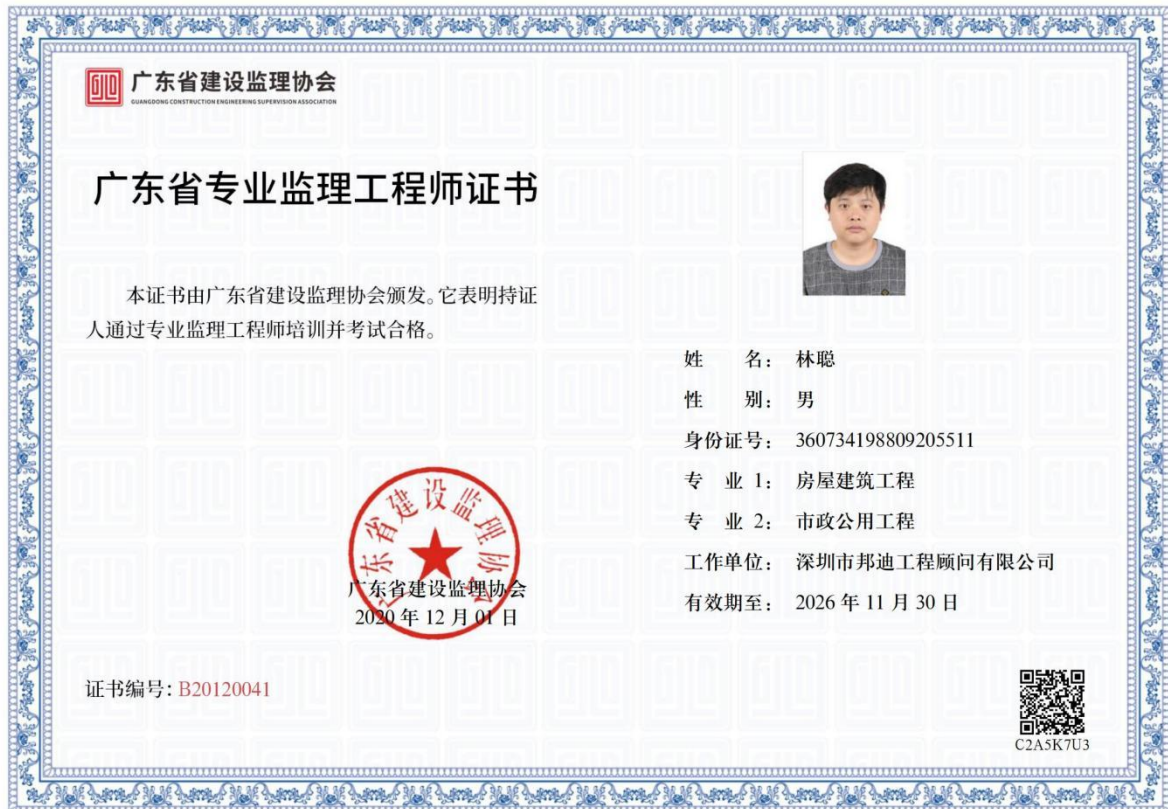 广东省建设监理协会
GUANGDONG CONSTRUCTION ENGINEERING SUPERVISION ASSOCIATION
广东省专业监理工程师证书
本证书由广东省建设监理协会颁发。它表明持证
人通过专业监理工程师培训并考试合格。
姓 名: 林聪
性 别: 男
身份证号: 360734198809205511
专 业 1: 房屋建筑工程
专 业 2: 市政公用工程
工作单位: 深圳市邦迪工程顾问有限公司
有效期至: 2026 年 11 月 30 日
广东省建设监理协会
广东省建设监理协会
2020 年 12 月 01 日
证书编号: B20120041
C2A5K7U3